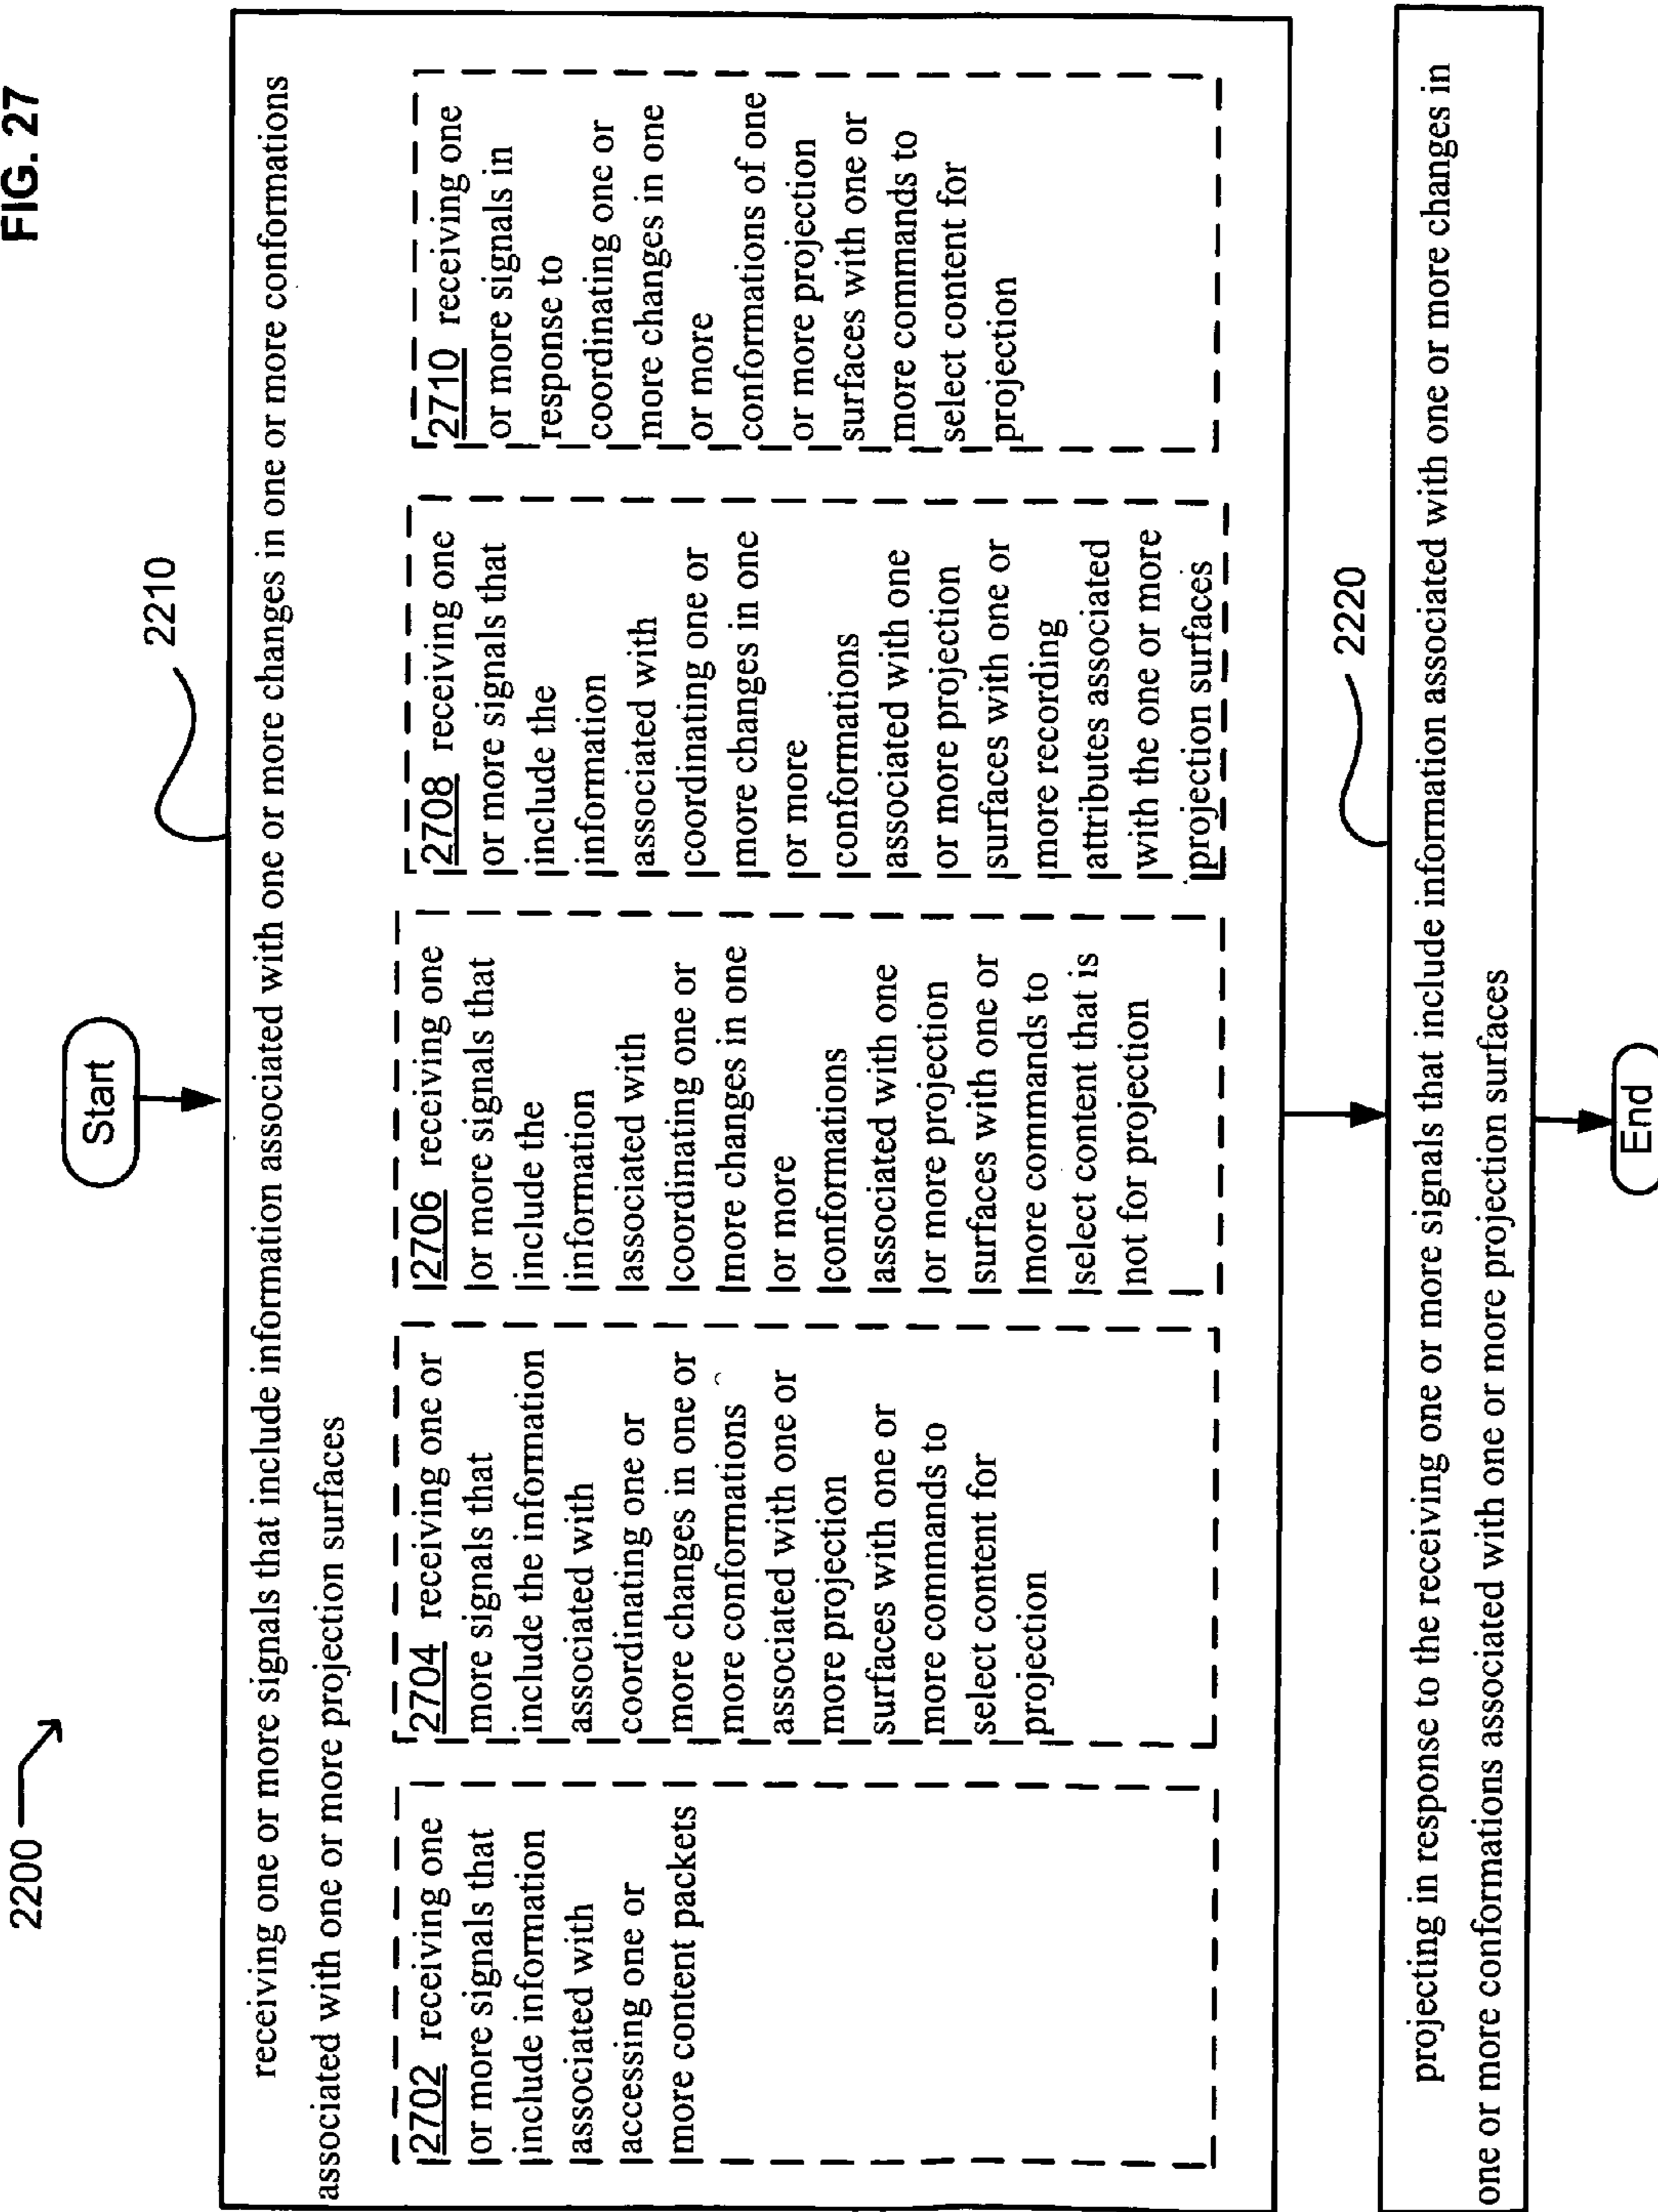 2200
FIG. 27
Start
2210
receiving one or more signals that include information associated with one or more changes in one or more conformations
associated with one or more projection surfaces
2702 receiving one
or more signals that
include information
associated with
accessing one or
more content packets
2704 receiving one or
more signals that
include the information
associated with
coordinating one or
more changes in one or
more conformations
associated with one or
more projection
surfaces with one or
more commands to
select content for
projection
2706 receiving one
or more signals that
include the
information
associated with
coordinating one or
more changes in one
or more
conformations
associated with one
or more projection
surfaces with one or
more commands to
select content that is
not for projection
2708 receiving one
or more signals that
include the
information
associated with
coordinating one or
more changes in one
or more
conformations
associated with one
or more projection
surfaces with one or
more recording
attributes associated
with the one or more
projection surfaces
2710 receiving one
or more signals in
response to
coordinating one or
more changes in one
or more
conformations of one
or more projection
surfaces with one or
more commands to
select content for
projection
2220
projecting in response to the receiving one or more signals that include information associated with one or more changes in
one or more conformations associated with one or more projection surfaces
End